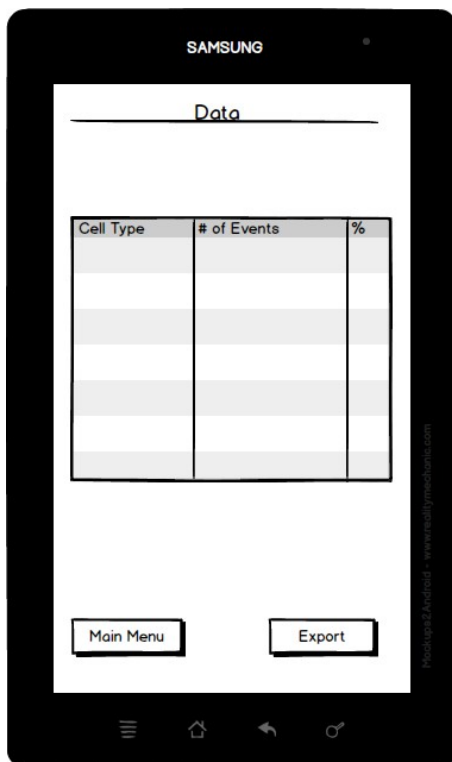 SAMSUNG
Data
Cell Type # of Events %
Main Menu Export
Mockups2Android - www.realitymechanic.com